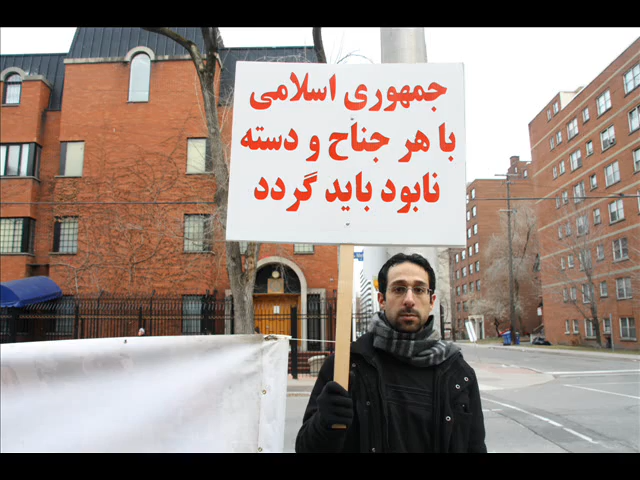 جمهوری اسلامی
با هر جناح و دسته
نابود باید گردد